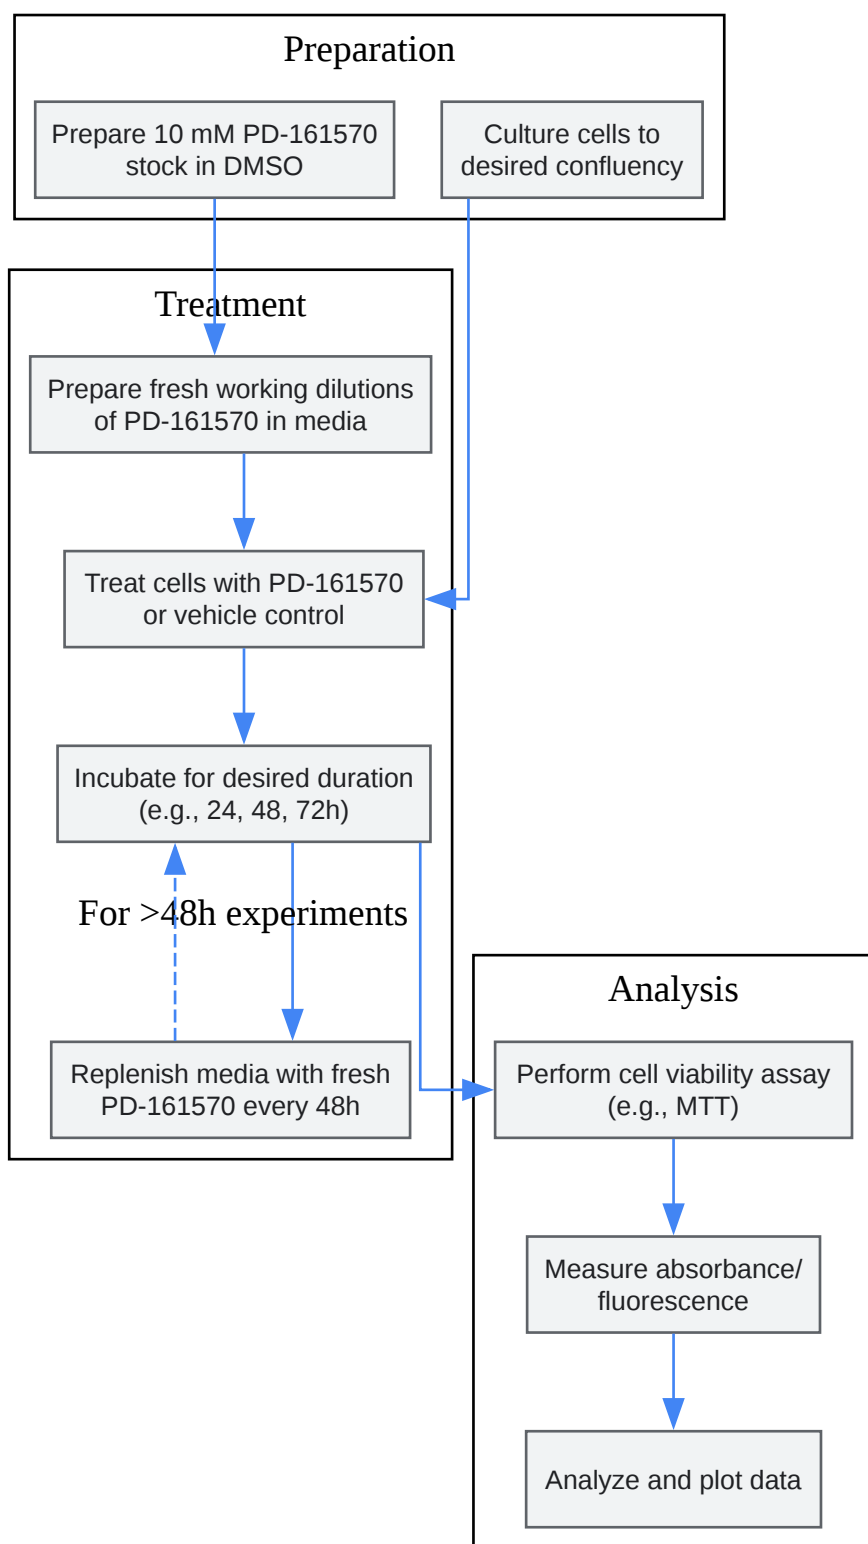 Preparation
Prepare 10 mM PD-161570
stock in DMSO
Culture cells to
desired confluency
Treatment
Prepare fresh working dilutions
of PD-161570 in media
Treat cells with PD-161570
or vehicle control
Incubate for desired duration
(e.g., 24, 48, 72h)
For >48h experiments
Replenish media with fresh
PD-161570 every 48h
Analysis
Perform cell viability assay
(e.g., MTT)
Measure absorbance/
fluorescence
Analyze and plot data